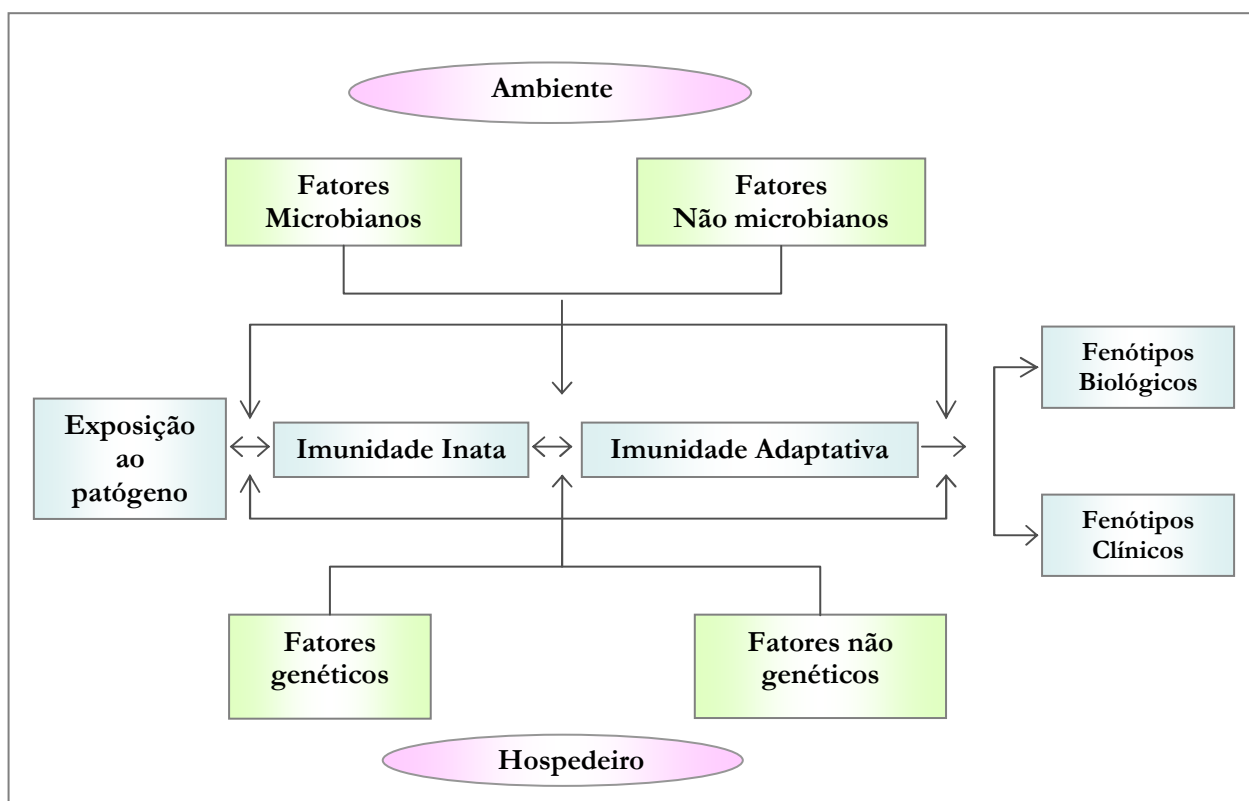 Ambiente
Fatores
Microbianos
Fatores
Não microbianos
Fenótipos
Biológicos
Exposição
ao
patógeno
Imunidade Inata
Imunidade Adaptativa
Fenótipos
Clínicos
Fatores
genéticos
Fatores não
genéticos
Hospedeiro